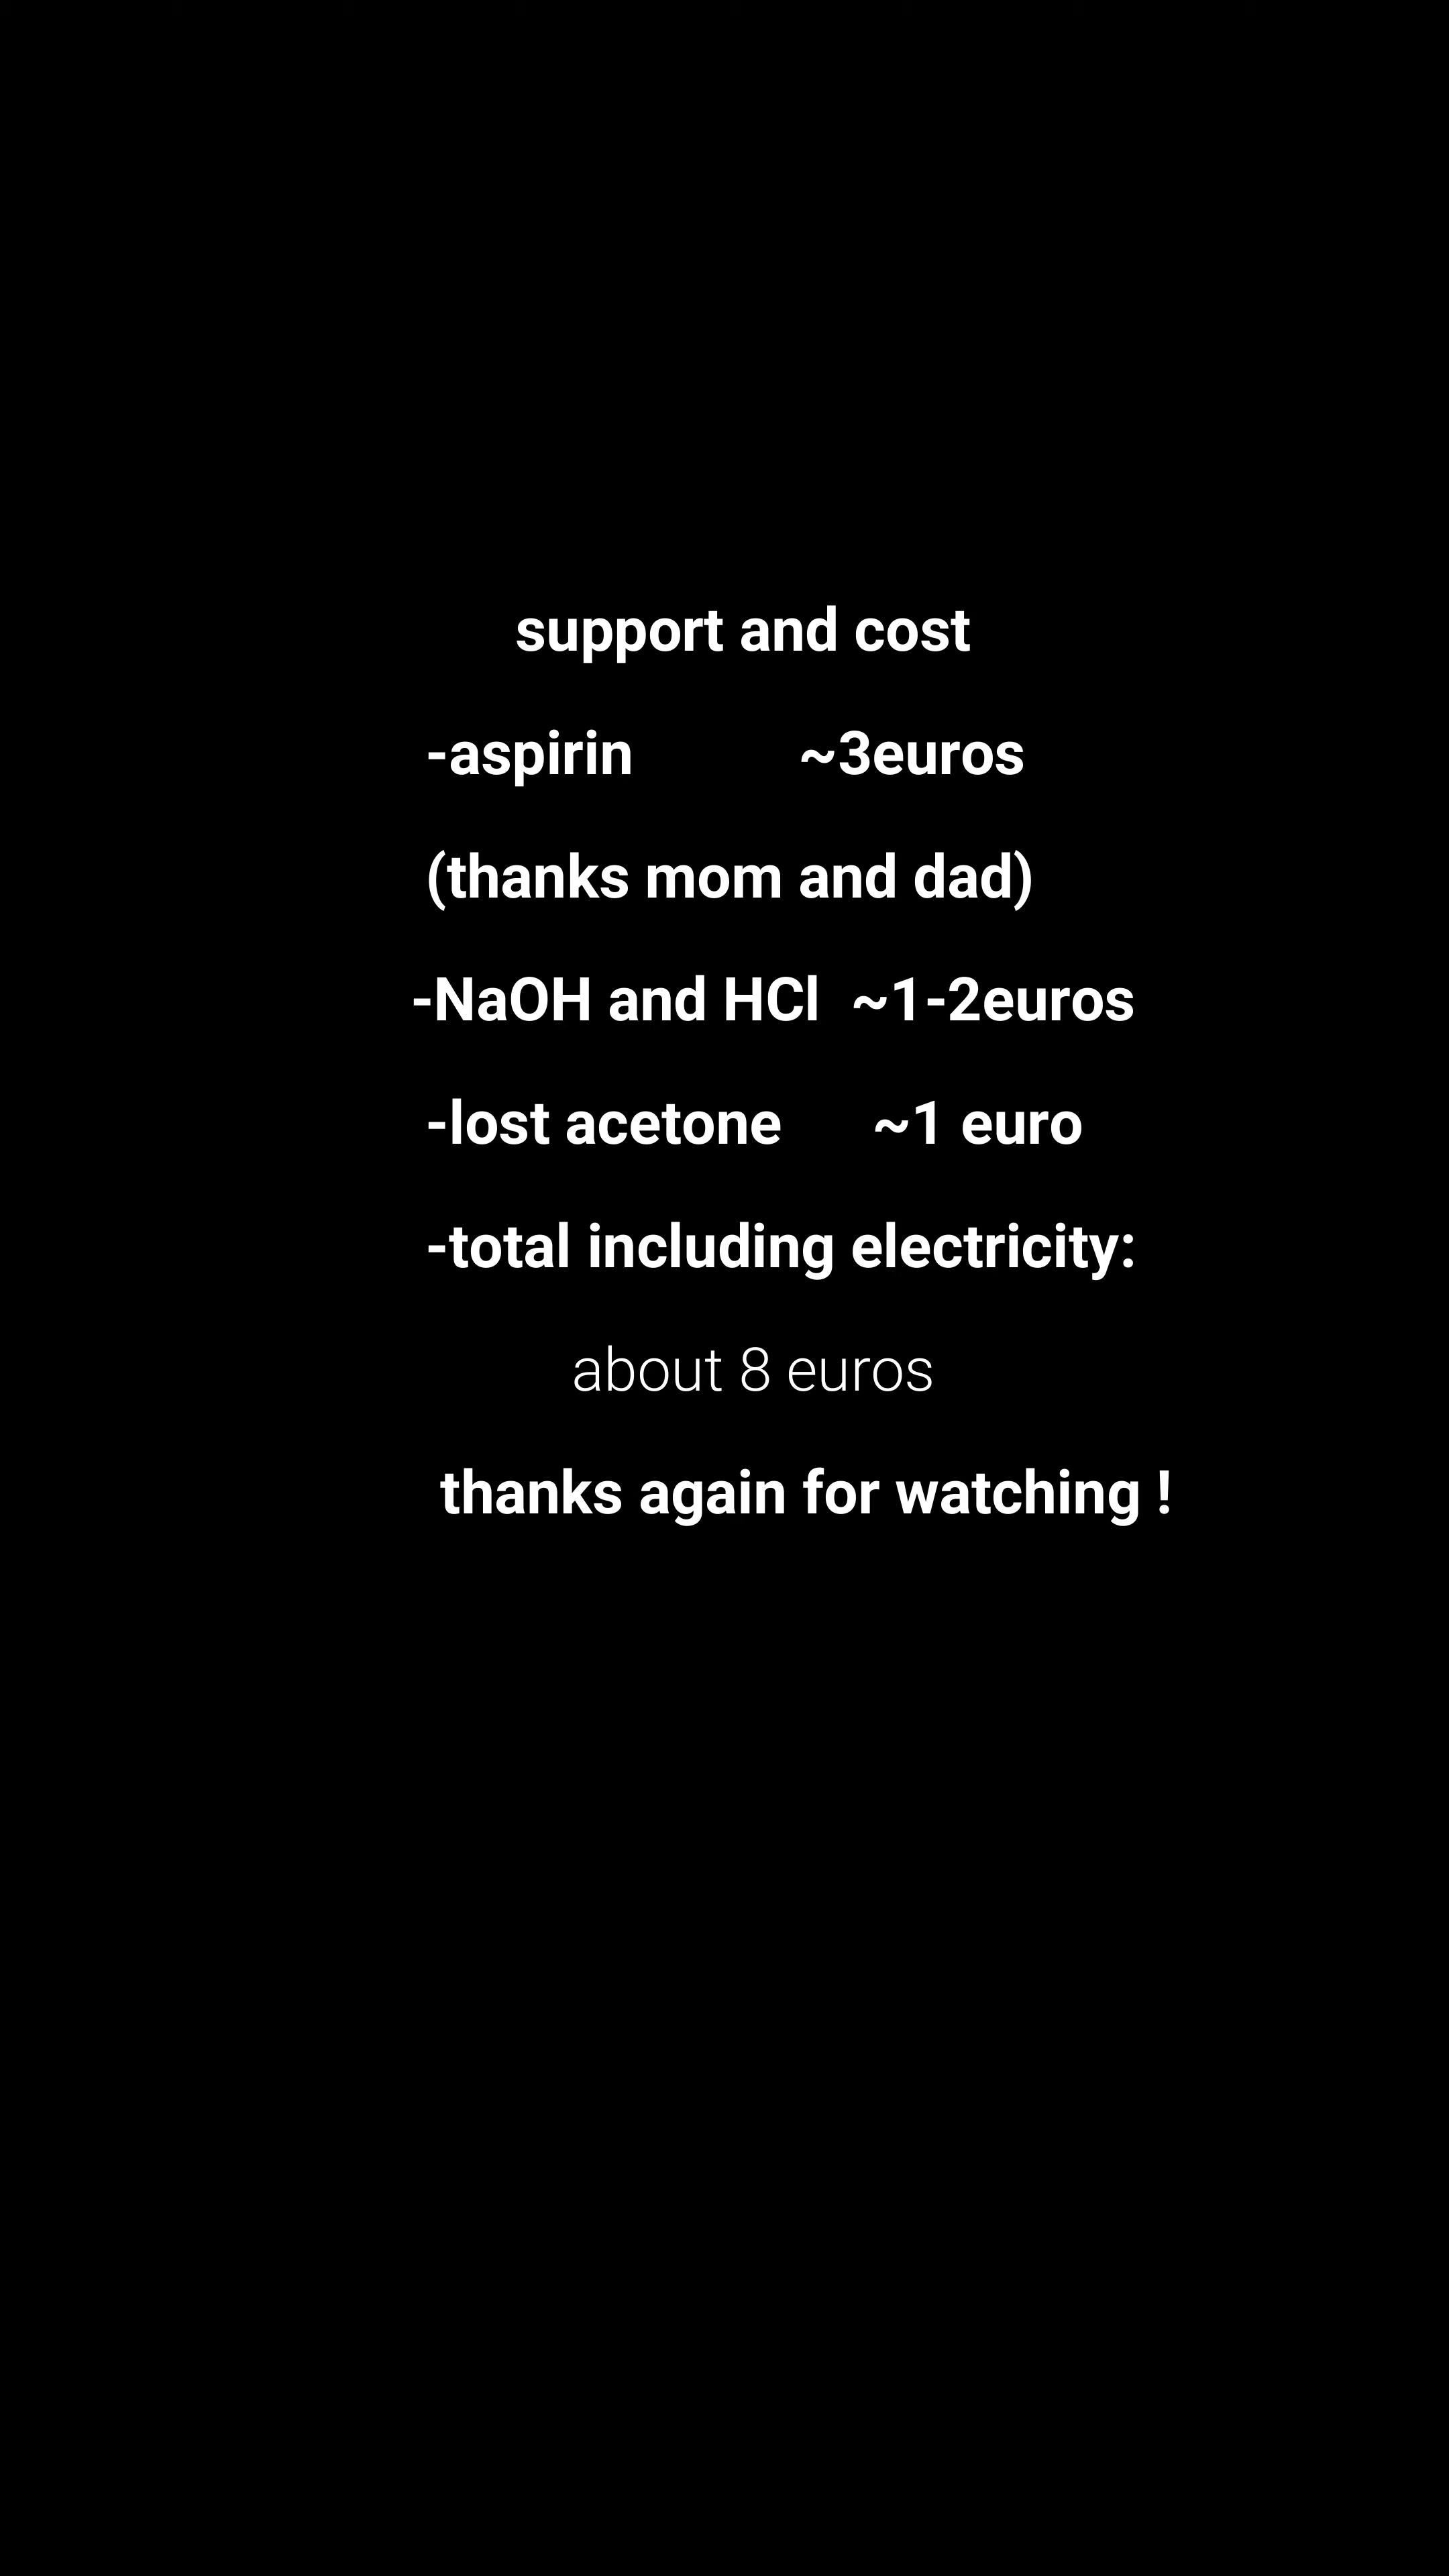 support and cost
-aspirin ~3euros
(thanks mom and dad)
-NaOH and HCl ~1-2euros
-lost acetone ~1 euro
-total including electricity:
about 8 euros
thanks again for watching !